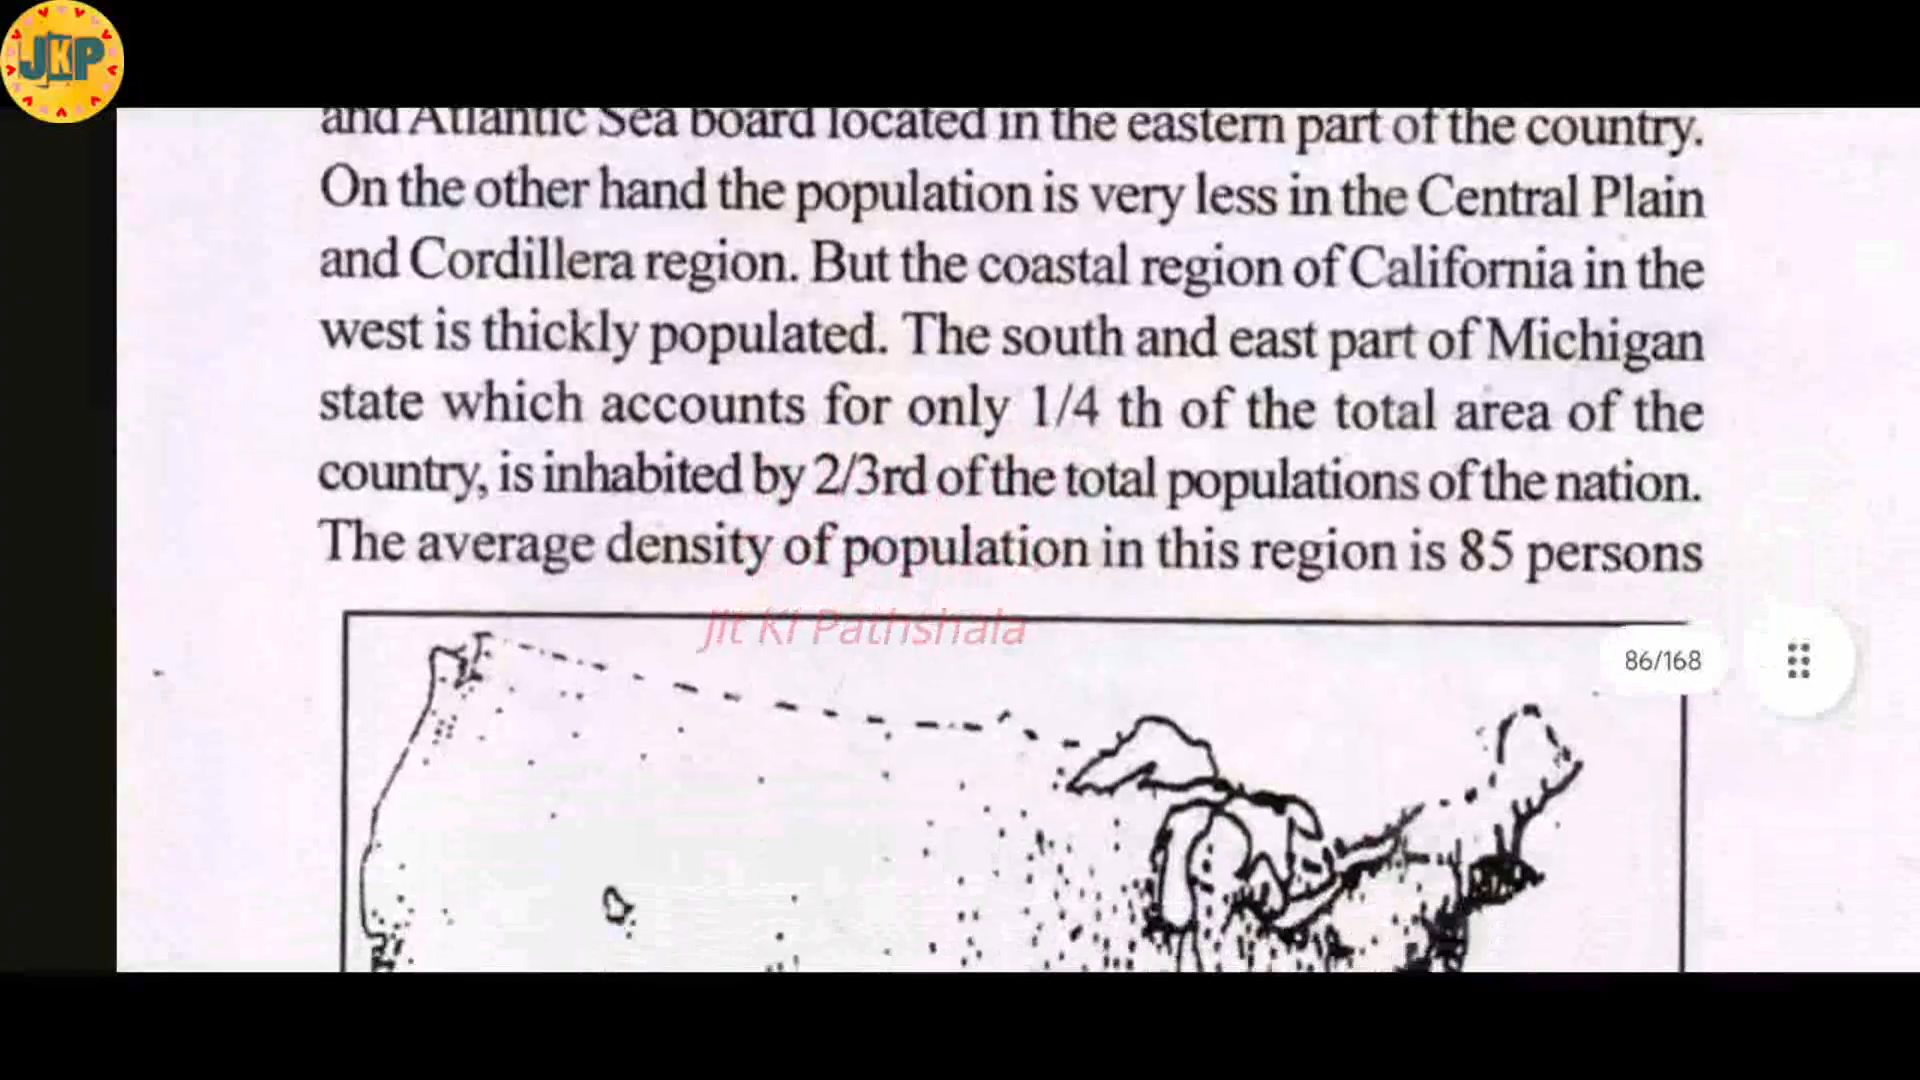 JKP
and Atlantic Sea board located in the eastern part of the country.
On the other hand the population is very less in the Central Plain
and Cordillera region. But the coastal region of California in the
west is thickly populated. The south and east part of Michigan
state which accounts for only 1/4 th of the total area of the
country, is inhabited by 2/3rd of the total populations of the nation.
The average density of population in this region is 85 persons
Jit Ki Pathshala
86/168